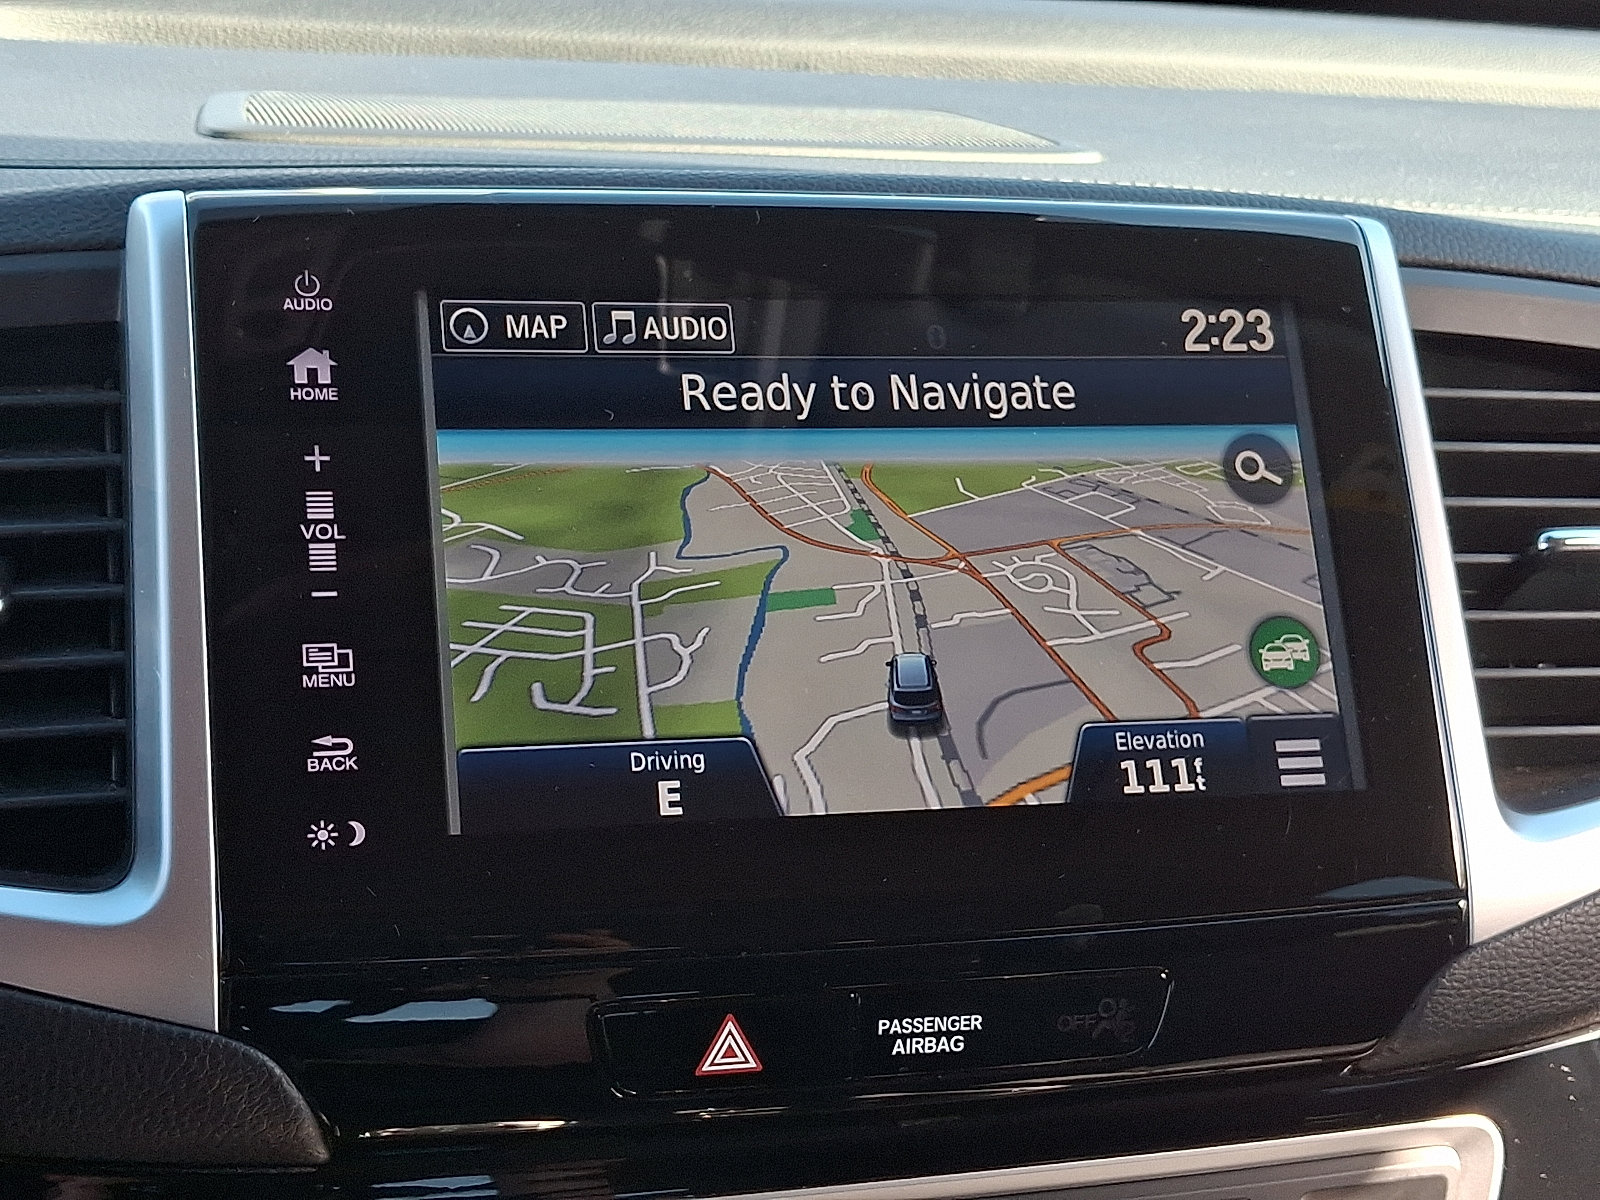 AUDIO
HOME
+
VOL
−
MENU
BACK
MAP
AUDIO
2:23
Ready to Navigate
Driving
E
Elevation
111ft
PASSENGER
AIRBAG
OFF